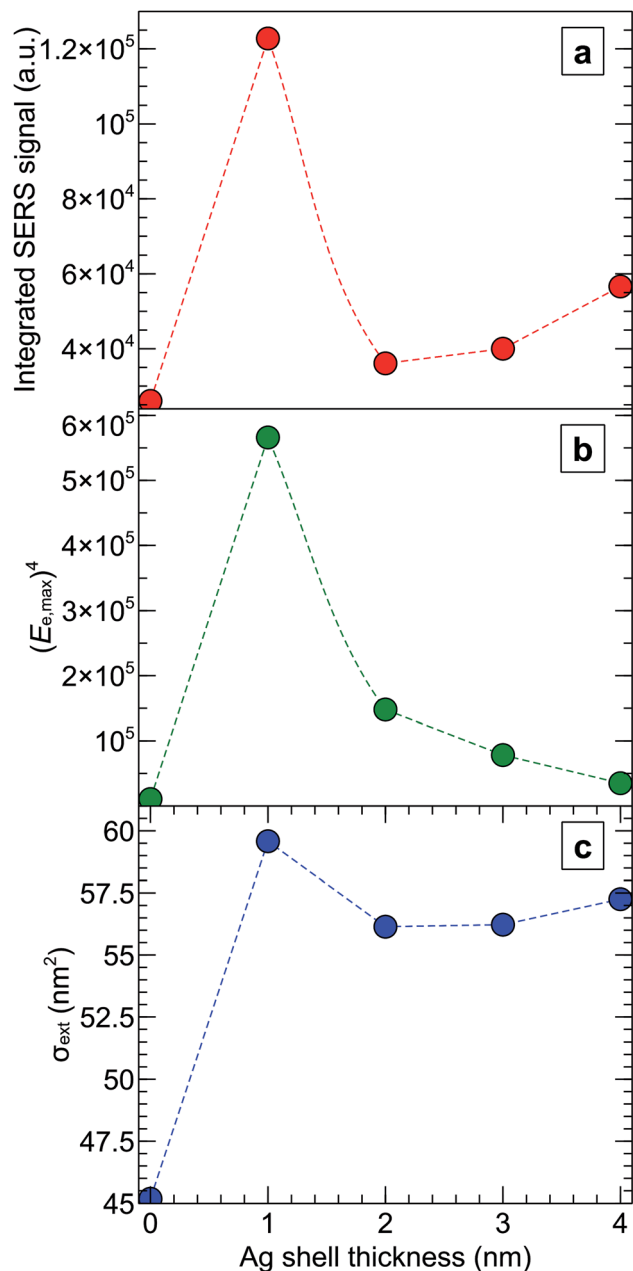 Integrated SERS signal (a.u.)
1.2×10⁵
10⁵
8×10⁴
6×10⁴
4×10⁴
a
(Ee,max)⁴
6×10⁵
5×10⁵
4×10⁵
3×10⁵
2×10⁵
10⁵
b
σext (nm²)
60
57.5
55
52.5
50
47.5
45
c
0 1 2 3 4
Ag shell thickness (nm)